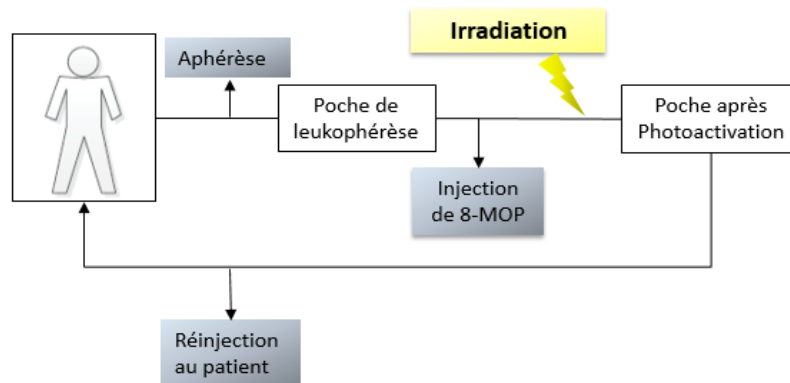 Irradiation
Aphérèse
Poche de
leukophérèse
Poche après
Photoactivation
Injection
de 8-MOP
Réinjection
au patient